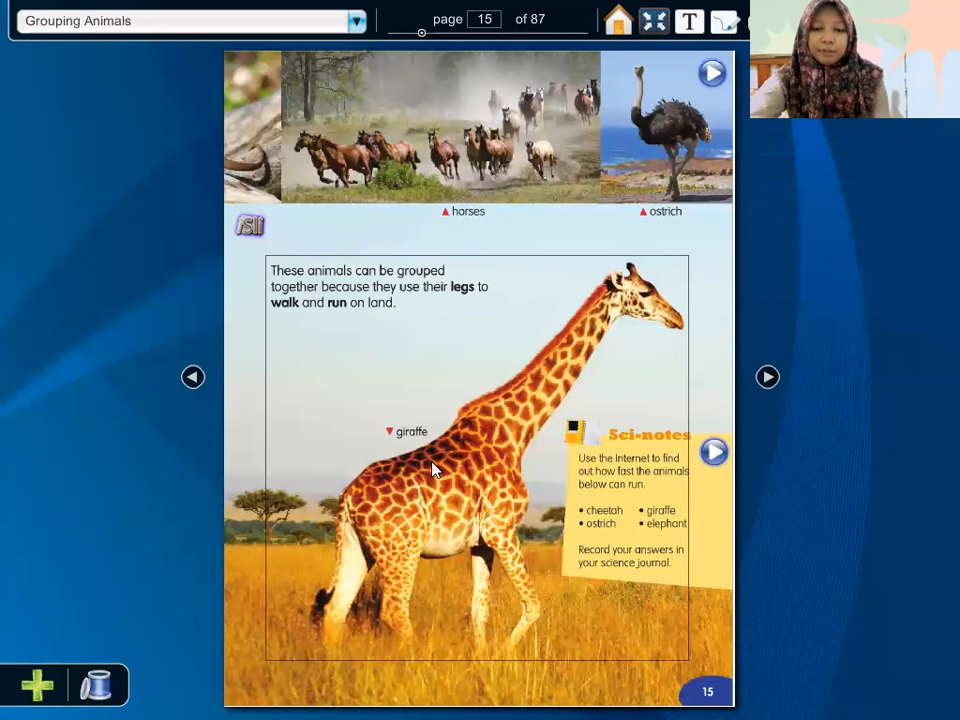 Grouping Animals
page 15 of 87
T
horses
ostrich
These animals can be grouped
together because they use their legs to
walk and run on land.
giraffe
Sci-notes
Use the Internet to find
out how fast the animals
below can run.
• cheetah • giraffe
• ostrich • elephant
Record your answers in
your science journal.
15